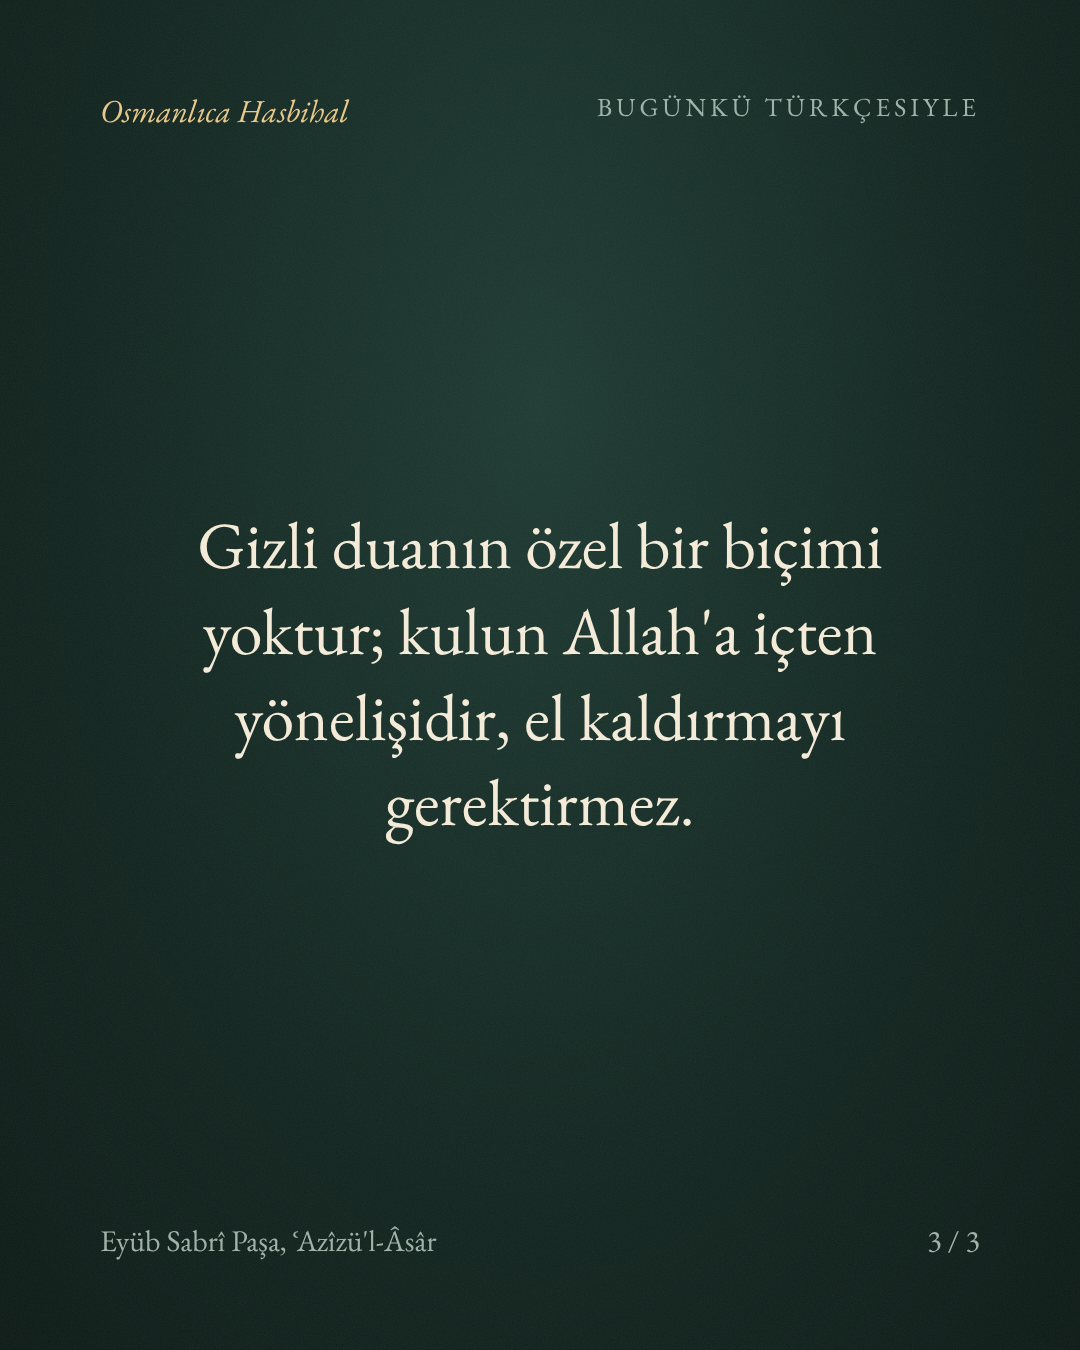 Osmanlıca Hasbihal
BUGÜNKÜ TÜRKÇESIYLE
Gizli duanın özel bir biçimi
yoktur; kulun Allah'a içten
yönelişidir, el kaldırmayı
gerektirmez.
Eyüb Sabrî Paşa, ʿAzîzü'l-Âsâr
3 / 3